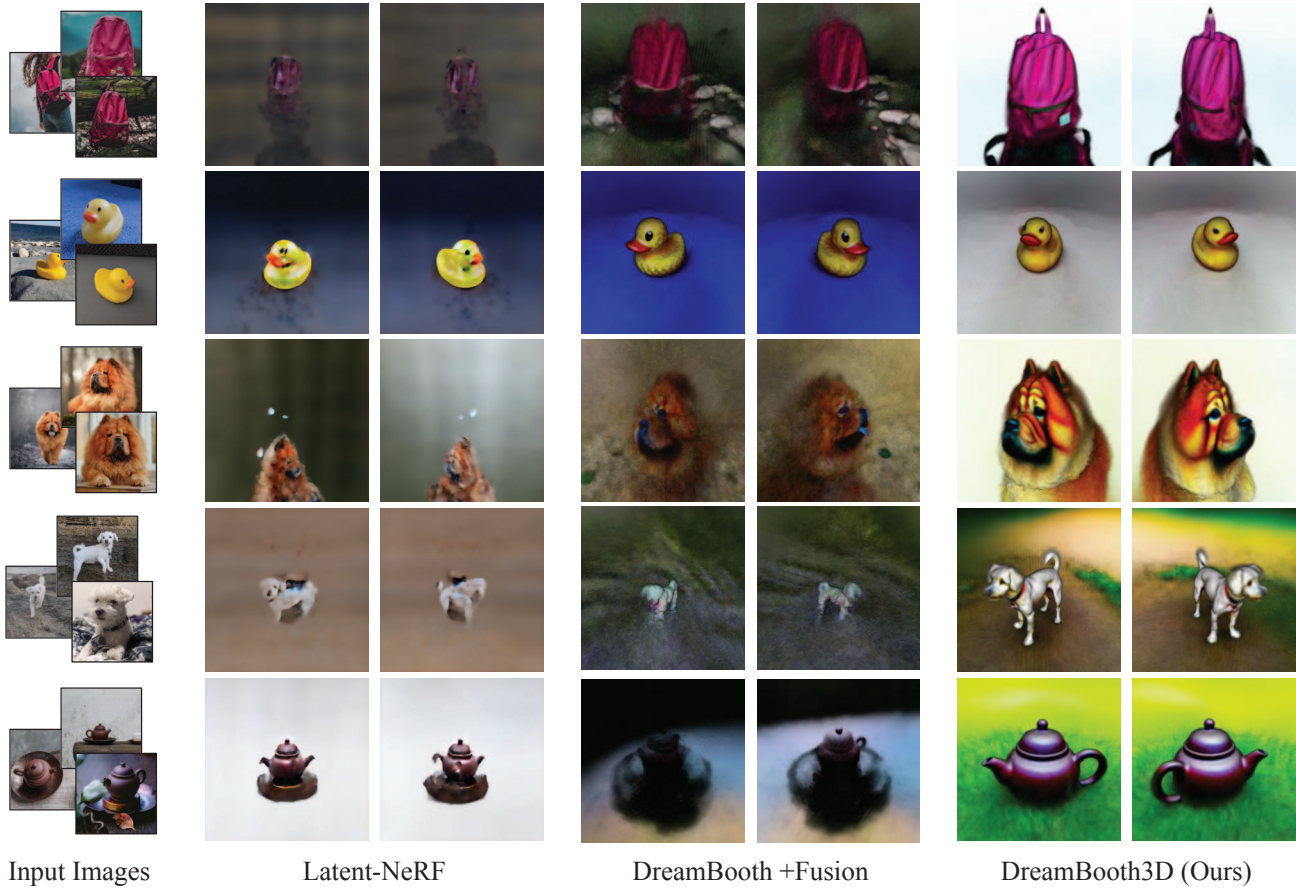 Input Images
Latent-NeRF
DreamBooth +Fusion
DreamBooth3D (Ours)